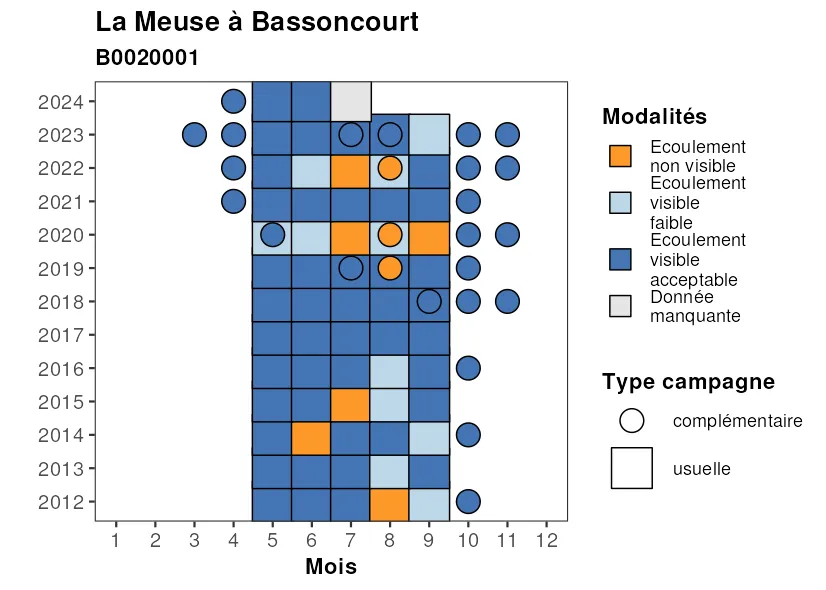 La Meuse à Bassoncourt
B0020001
2024
2023
2022
2021
2020
2019
2018
2017
2016
2015
2014
2013
2012
1 2 3 4 5 6 7 8 9 10 11 12
Mois
Modalités
Ecoulement
non visible
Ecoulement
visible
faible
Ecoulement
visible
acceptable
Donnée
manquante
Type campagne
complémentaire
usuelle